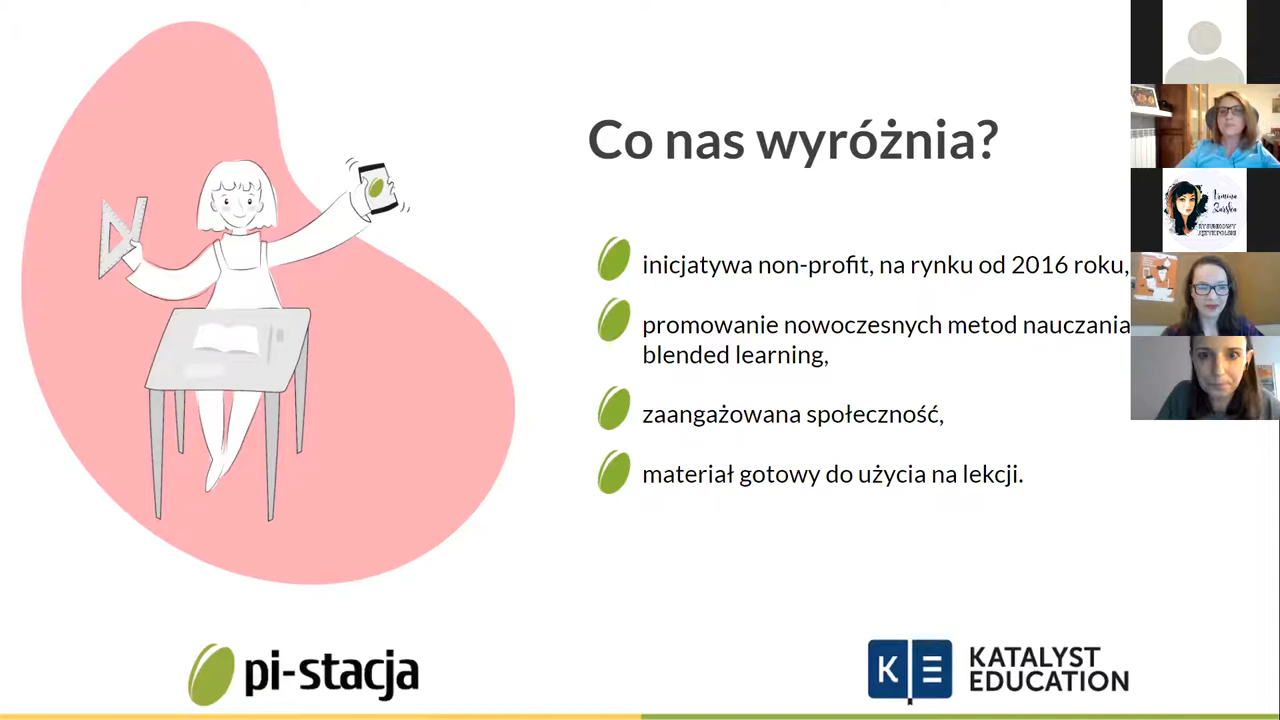 Co nas wyróżnia?
inicjatywa non-profit, na rynku od 2016 roku,
promowanie nowoczesnych metod nauczania
blended learning,
zaangażowana społeczność,
materiał gotowy do użycia na lekcji.
pi-stacja
KE
KATALYST
EDUCATION